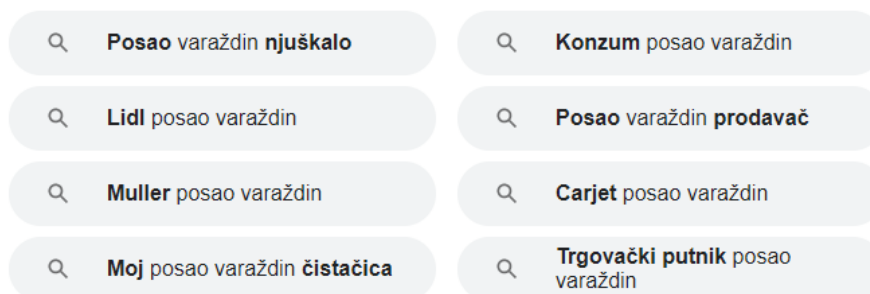 Posao varaždin njuškalo
Konzum posao varaždin
Lidl posao varaždin
Posao varaždin prodavač
Muller posao varaždin
Carjet posao varaždin
Moj posao varaždin čistačica
Trgovački putnik posao
varaždin